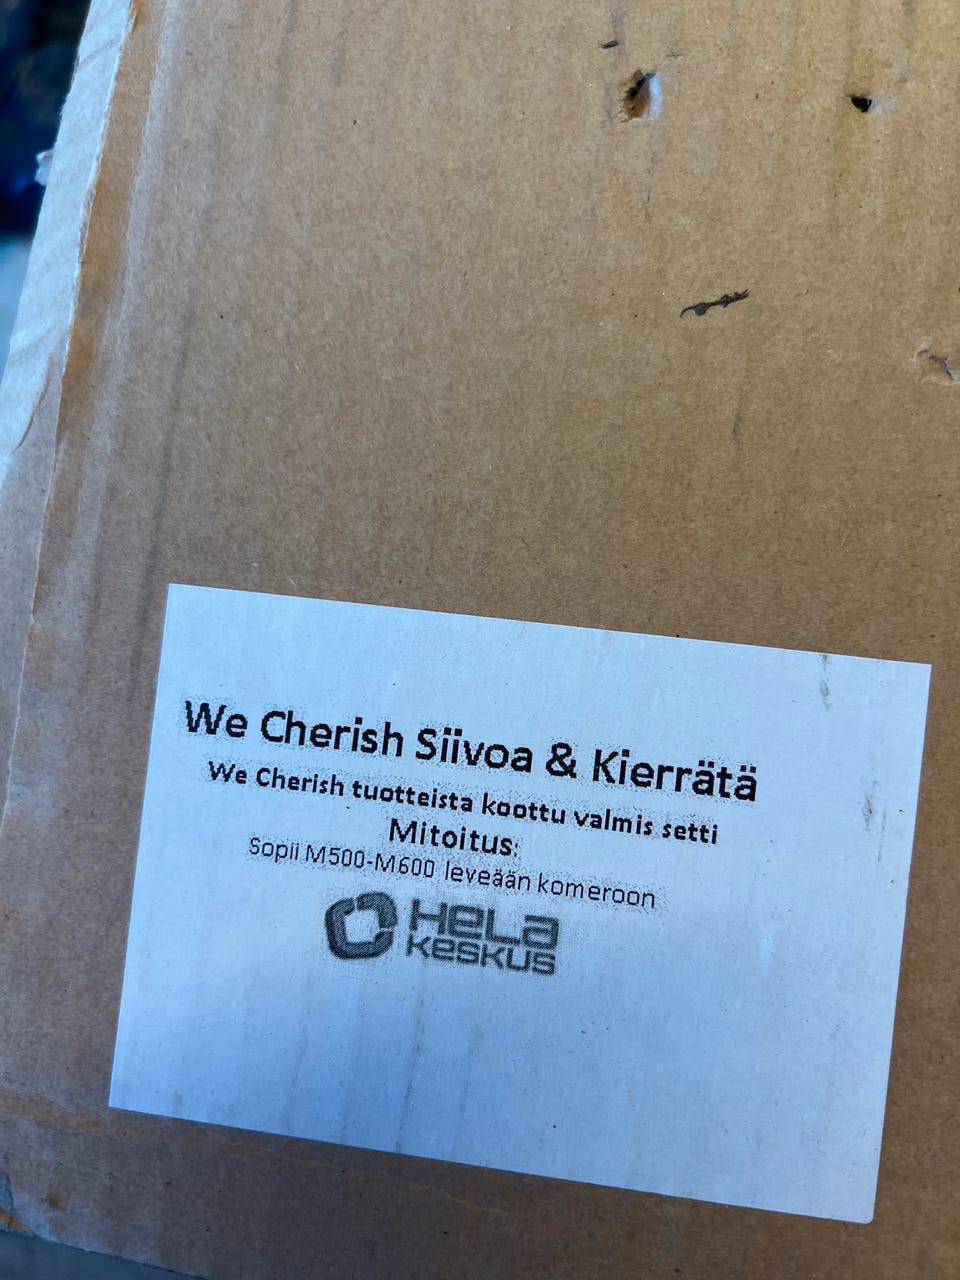 We Cherish Siivoa & Kierrätä
We Cherish tuotteista koottu valmis setti
Mitoitus:
Sopii M500-M600 leveään komeroon
HeLa
KesKus